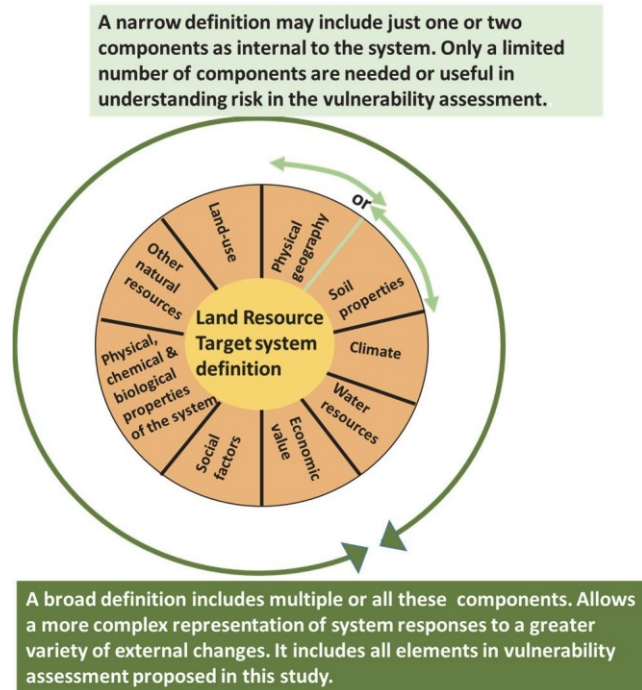 A narrow definition may include just one or two
components as internal to the system. Only a limited
number of components are needed or useful in
understanding risk in the vulnerability assessment.
or
Land-use
Physical
geography
Other
natural
resources
Soil
properties
Land Resource
Target system
definition
Climate
Physical,
chemical &
biological
properties
of the system
Water
resources
Social
factors
Economic
value
A broad definition includes multiple or all these components. Allows
a more complex representation of system responses to a greater
variety of external changes. It includes all elements in vulnerability
assessment proposed in this study.